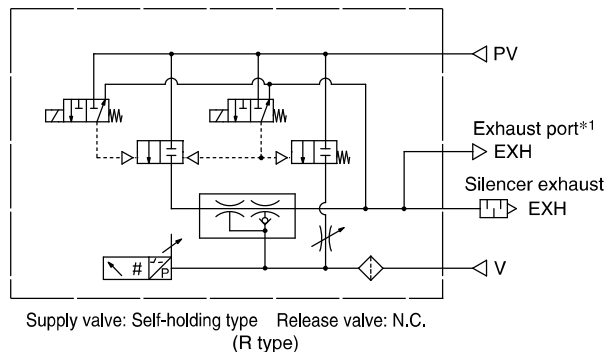 PV
Exhaust port*1
EXH
Silencer exhaust
EXH
#
P
V
Supply valve: Self-holding type Release valve: N.C.
(R type)